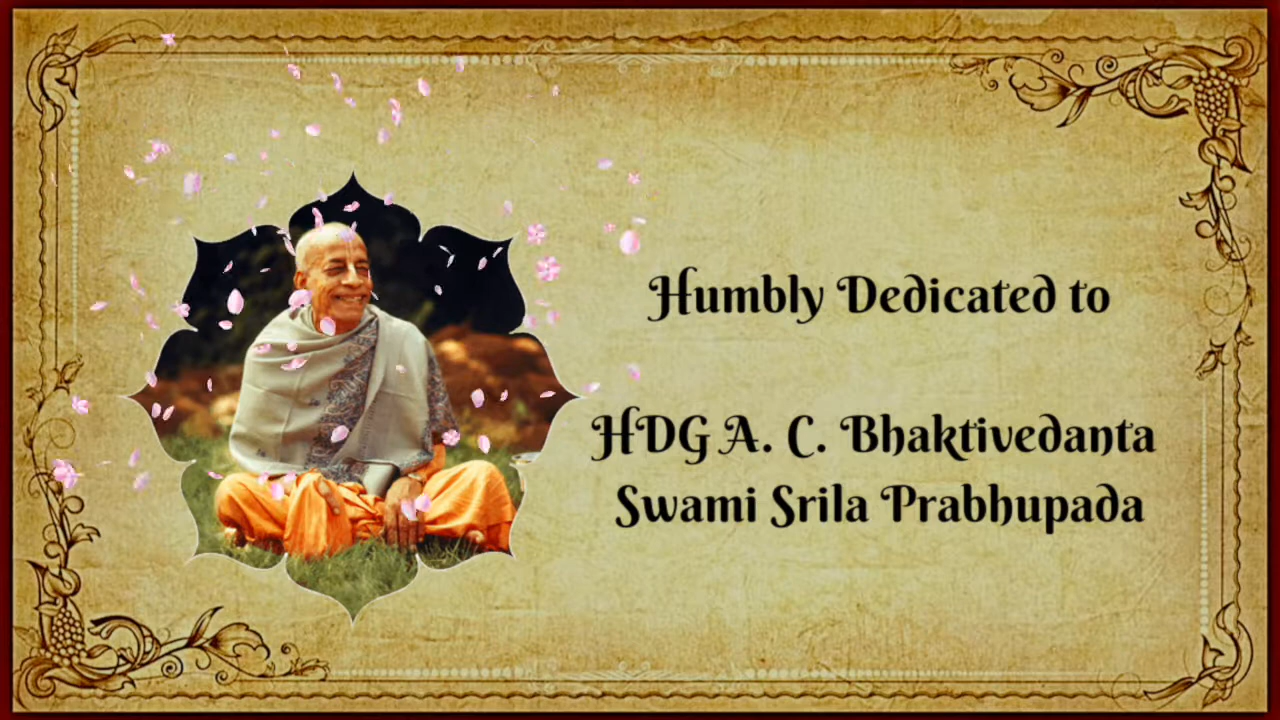 Humbly Dedicated to
HDG A. C. Bhaktivedanta
Swami Srila Prabhupada